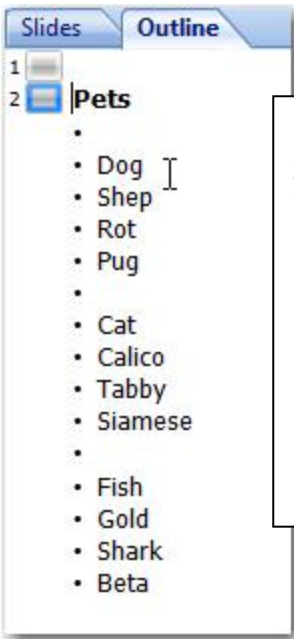 Slides Outline
1
2 Pets
•
• Dog
• Shep
• Rot
• Pug
•
• Cat
• Calico
• Tabby
• Siamese
•
• Fish
• Gold
• Shark
• Beta